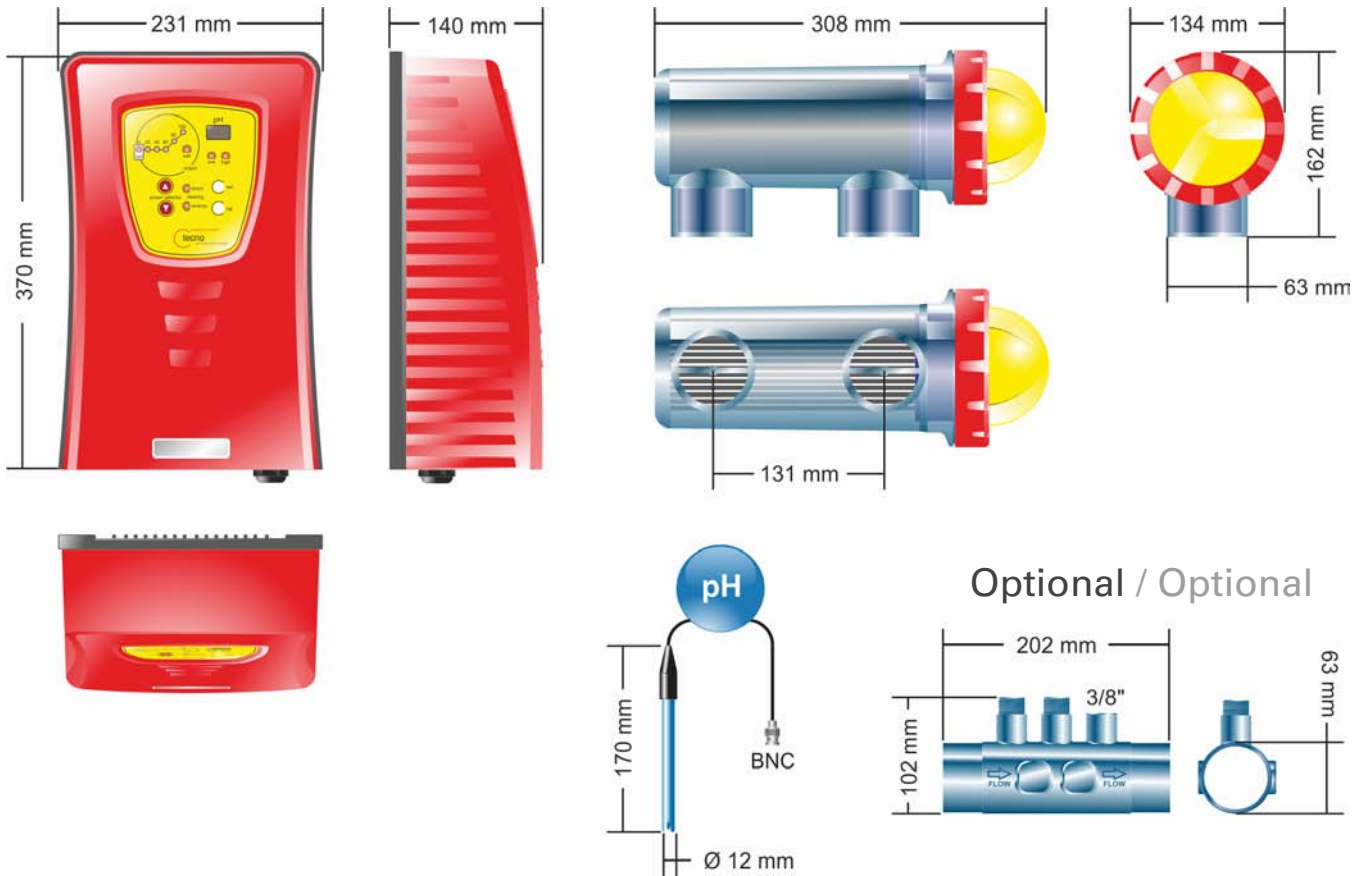 231 mm
140 mm
308 mm
134 mm
370 mm
pH
tecno
162 mm
63 mm
131 mm
pH
170 mm
BNC
Ø 12 mm
Optional / Optional
202 mm
3/8"
102 mm
FLOW
FLOW
63 mm